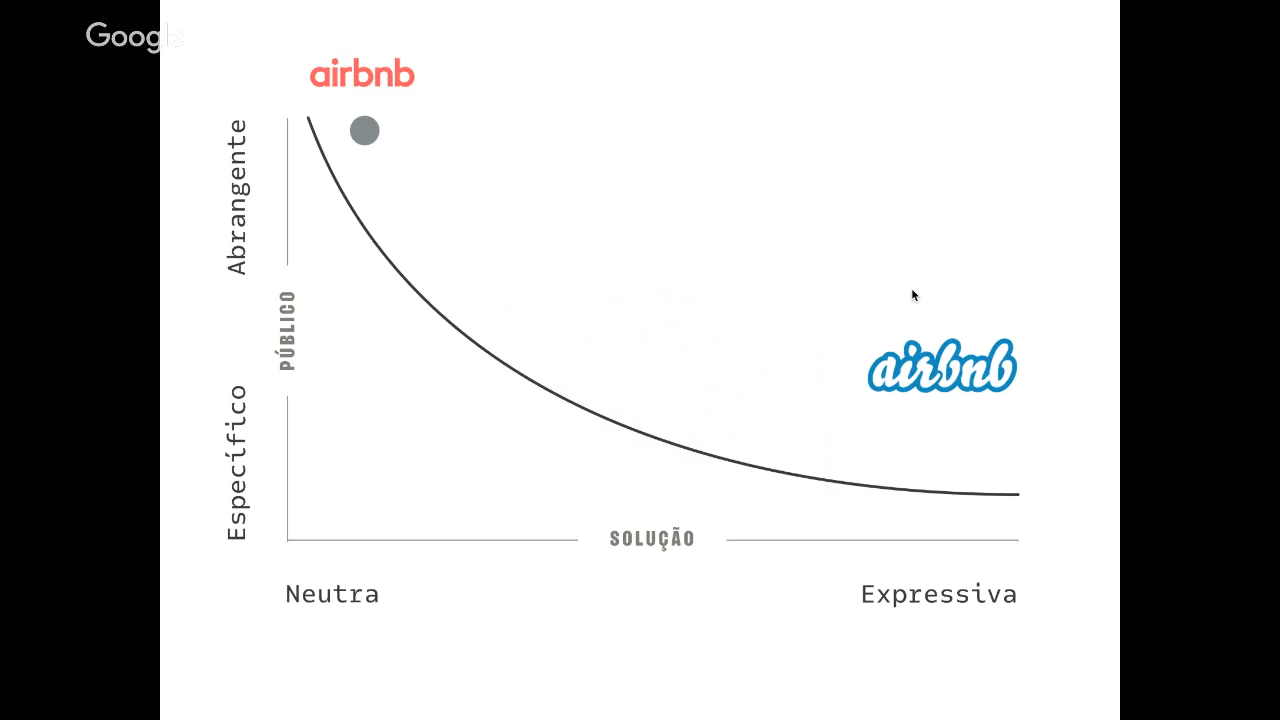 Google
airbnb
Abrangente
PÚBLICO
airbnb
Específico
SOLUÇÃO
Neutra
Expressiva